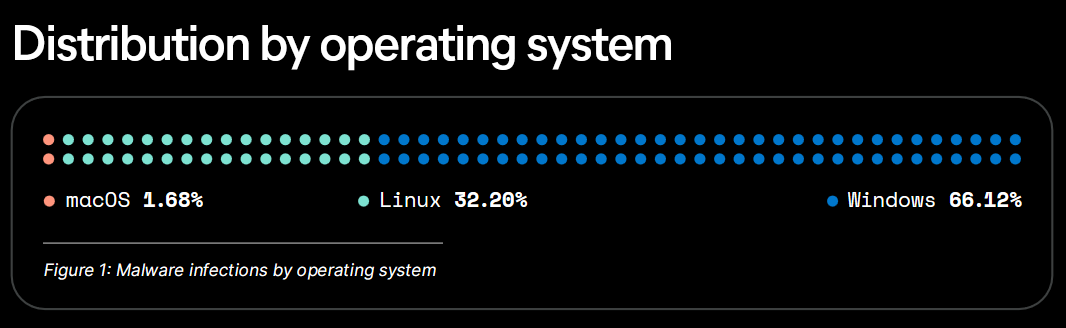 Distribution by operating system
macOS 1.68% Linux 32.20% Windows 66.12%
Figure 1: Malware infections by operating system